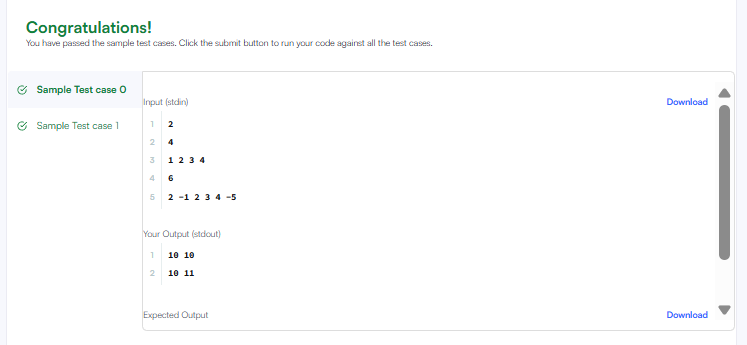 Congratulations!
You have passed the sample test cases. Click the submit button to run your code against all the test cases.
Sample Test case 0
Sample Test case 1
Input (stdin)
Download
1 2
2 4
3 1 2 3 4
4 6
5 2 -1 2 3 4 -5
Your Output (stdout)
1 10 10
2 10 11
Expected Output
Download